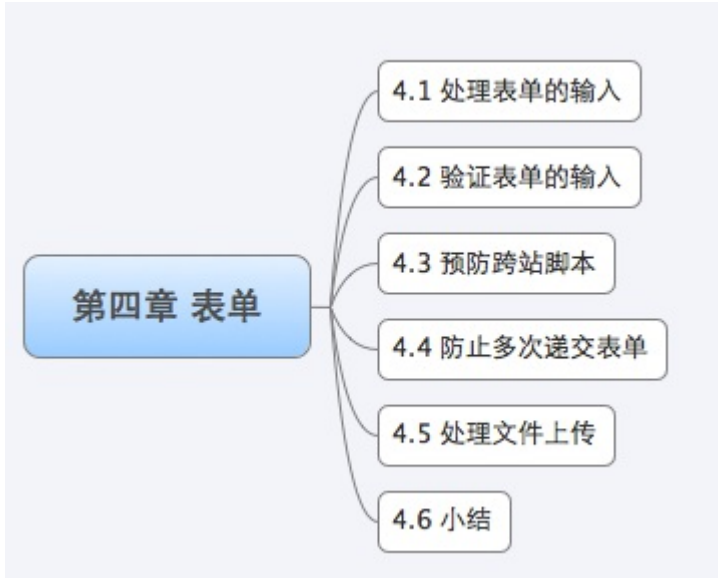 第四章 表单
4.1 处理表单的输入
4.2 验证表单的输入
4.3 预防跨站脚本
4.4 防止多次递交表单
4.5 处理文件上传
4.6 小结